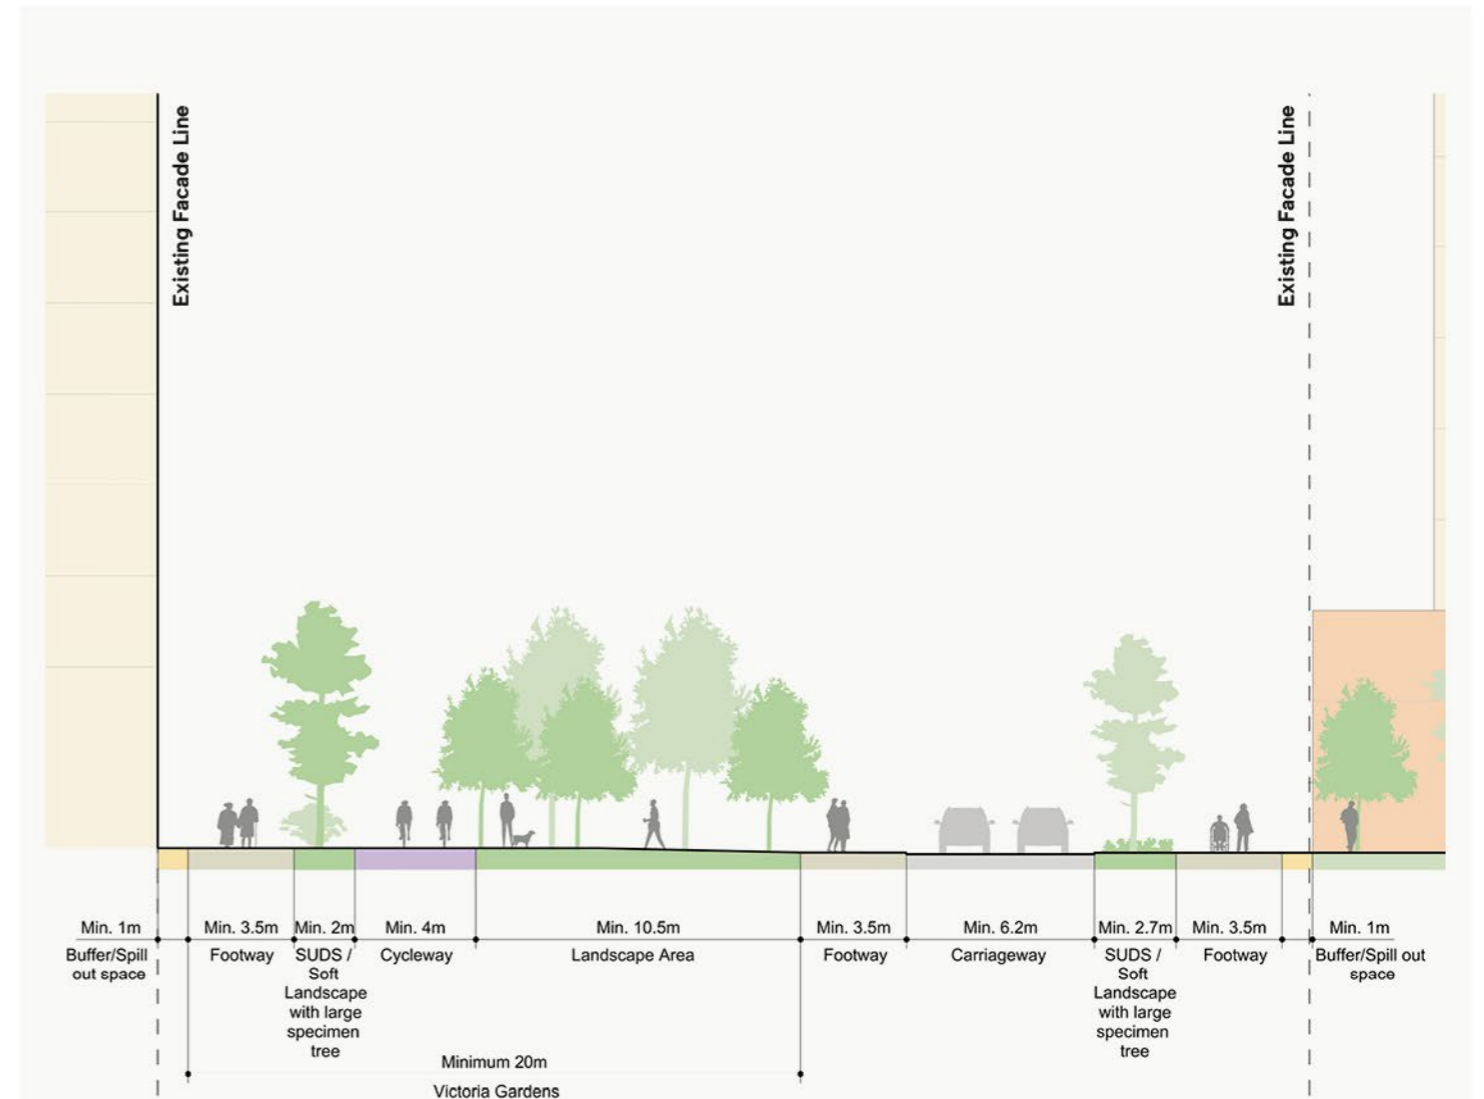 Existing Facade Line
Existing Facade Line
Min. 1m
Buffer/Spill
out space
Min. 3.5m
Footway
Min. 2m
SUDS /
Soft
Landscape
with large
specimen
tree
Min. 4m
Cycleway
Min. 10.5m
Landscape Area
Min. 3.5m
Footway
Min. 6.2m
Carriageway
Min. 2.7m
SUDS /
Soft
Landscape
with large
specimen
tree
Min. 3.5m
Footway
Min. 1m
Buffer/Spill out
space
Minimum 20m
Victoria Gardens